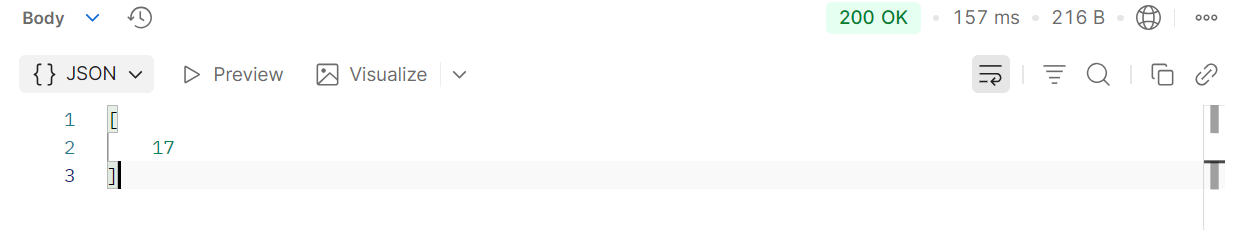 Body 200 OK 157 ms 216 B
{} JSON Preview Visualize
1 [
2 17
3 ]